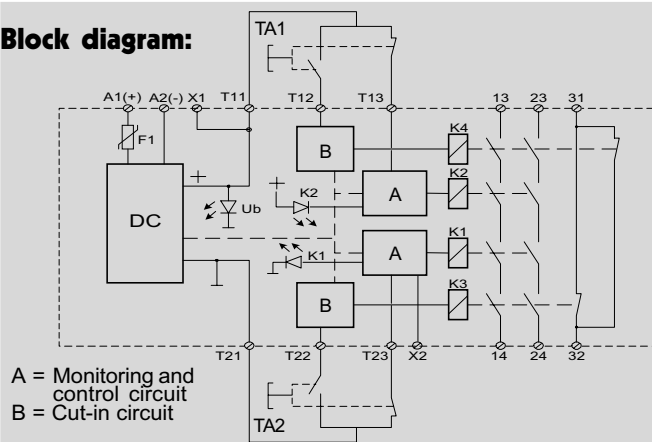 Block diagram:
TA1
A1(+) A2(-) X1 T11 T12 T13 13 23 31
F1
B
K4
K2
+
+
K2
A
DC
Ub
K1
K1
A
K3
B
T21 T22 T23 X2 14 24 32
A = Monitoring and
control circuit
B = Cut-in circuit
TA2